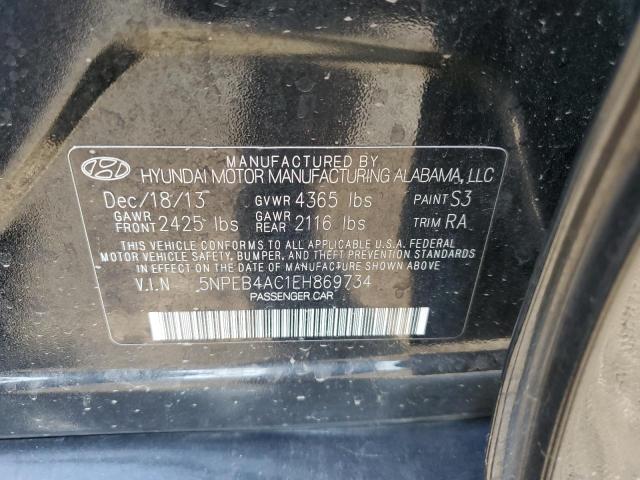 MANUFACTURED BY
HYUNDAI MOTOR MANUFACTURING ALABAMA, LLC
Dec/18/13 GVWR 4365 lbs PAINT S3
GAWR FRONT 2425 lbs GAWR REAR 2116 lbs TRIM RA
THIS VEHICLE CONFORMS TO ALL APPLICABLE U.S.A. FEDERAL
MOTOR VEHICLE SAFETY, BUMPER, AND THEFT PREVENTION STANDARDS
IN EFFECT ON THE DATE OF MANUFACTURE SHOWN ABOVE.
V.I.N 5NPEB4AC1EH869734
PASSENGER CAR